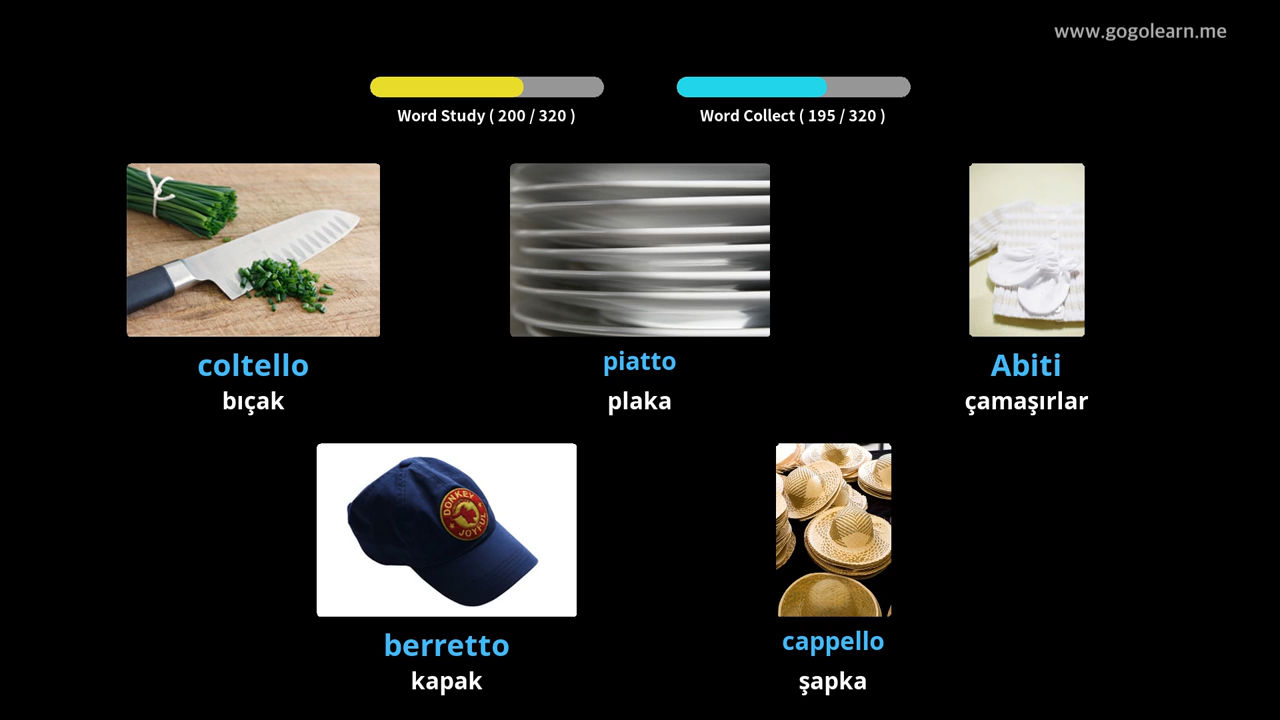 www.gogolearn.me
Word Study ( 200 / 320 )
Word Collect ( 195 / 320 )
coltello
bıçak
piatto
plaka
Abiti
çamaşırlar
DONKEY
JOYFUL
berretto
kapak
cappello
şapka